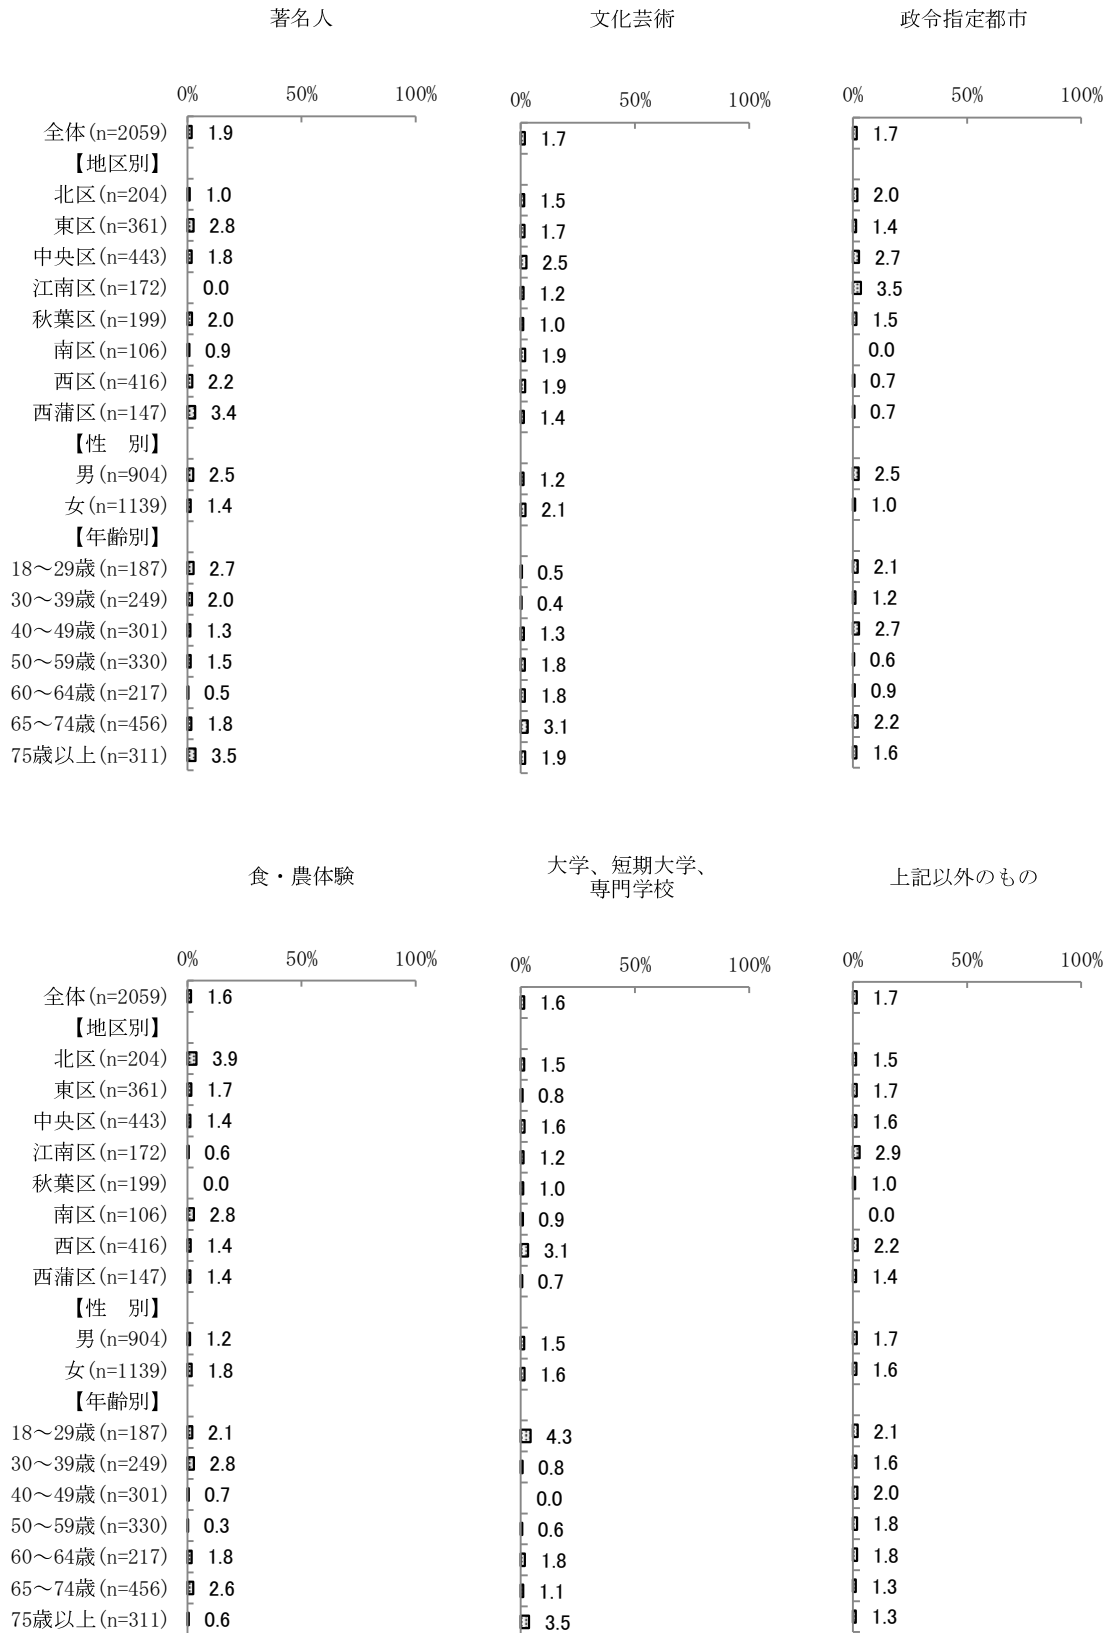 著名人 文化芸術 政令指定都市
0% 50% 100% 0% 50% 100% 0% 50% 100%
全体(n=2059) 1.9 1.7 1.7
【地区別】
北区(n=204) 1.0 1.5 2.0
東区(n=361) 2.8 1.7 1.4
中央区(n=443) 1.8 2.5 2.7
江南区(n=172) 0.0 1.2 3.5
秋葉区(n=199) 2.0 1.0 1.5
南区(n=106) 0.9 1.9 0.0
西区(n=416) 2.2 1.9 0.7
西蒲区(n=147) 3.4 1.4 0.7
【性　別】
男(n=904) 2.5 1.2 2.5
女(n=1139) 1.4 2.1 1.0
【年齢別】
18～29歳(n=187) 2.7 0.5 2.1
30～39歳(n=249) 2.0 0.4 1.2
40～49歳(n=301) 1.3 1.3 2.7
50～59歳(n=330) 1.5 1.8 0.6
60～64歳(n=217) 0.5 1.8 0.9
65～74歳(n=456) 1.8 3.1 2.2
75歳以上(n=311) 3.5 1.9 1.6
食・農体験 大学、短期大学、 上記以外のもの
専門学校
0% 50% 100% 0% 50% 100% 0% 50% 100%
全体(n=2059) 1.6 1.6 1.7
【地区別】
北区(n=204) 3.9 1.5 1.5
東区(n=361) 1.7 0.8 1.7
中央区(n=443) 1.4 1.6 1.6
江南区(n=172) 0.6 1.2 2.9
秋葉区(n=199) 0.0 1.0 1.0
南区(n=106) 2.8 0.9 0.0
西区(n=416) 1.4 3.1 2.2
西蒲区(n=147) 1.4 0.7 1.4
【性　別】
男(n=904) 1.2 1.5 1.7
女(n=1139) 1.8 1.6 1.6
【年齢別】
18～29歳(n=187) 2.1 4.3 2.1
30～39歳(n=249) 2.8 0.8 1.6
40～49歳(n=301) 0.7 0.0 2.0
50～59歳(n=330) 0.3 0.6 1.8
60～64歳(n=217) 1.8 1.8 1.8
65～74歳(n=456) 2.6 1.1 1.3
75歳以上(n=311) 0.6 3.5 1.3